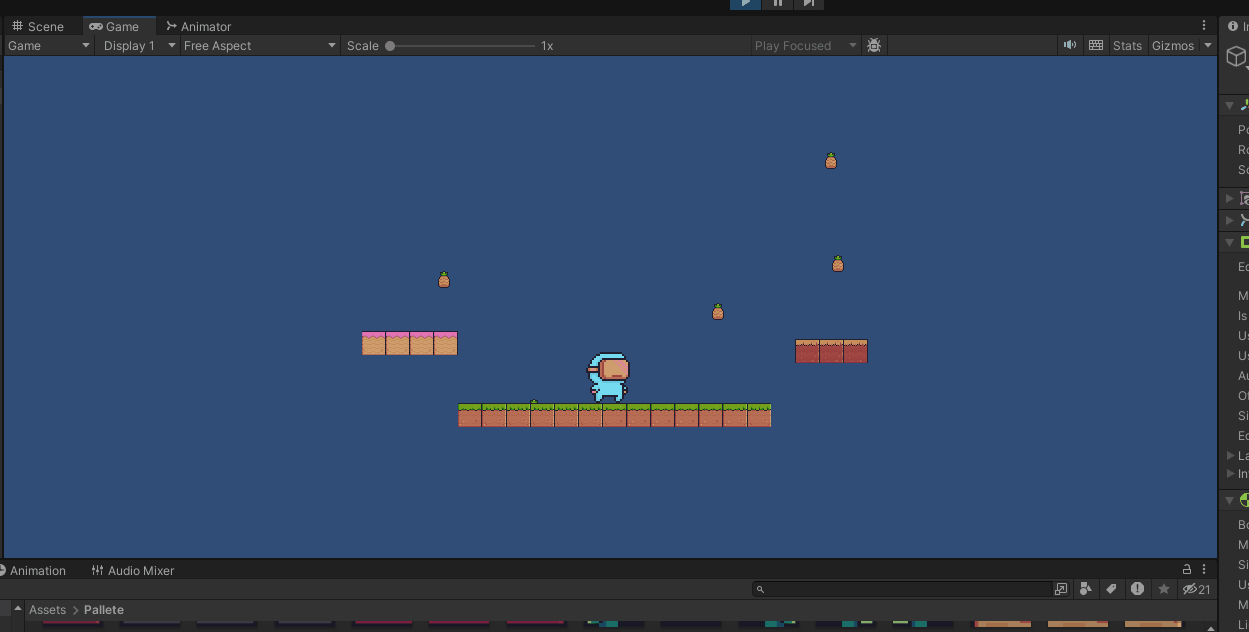 Scene Game Animator
Game Display 1 Free Aspect Scale 1x Play Focused Stats Gizmos
Animation Audio Mixer
21
Assets > Pallete